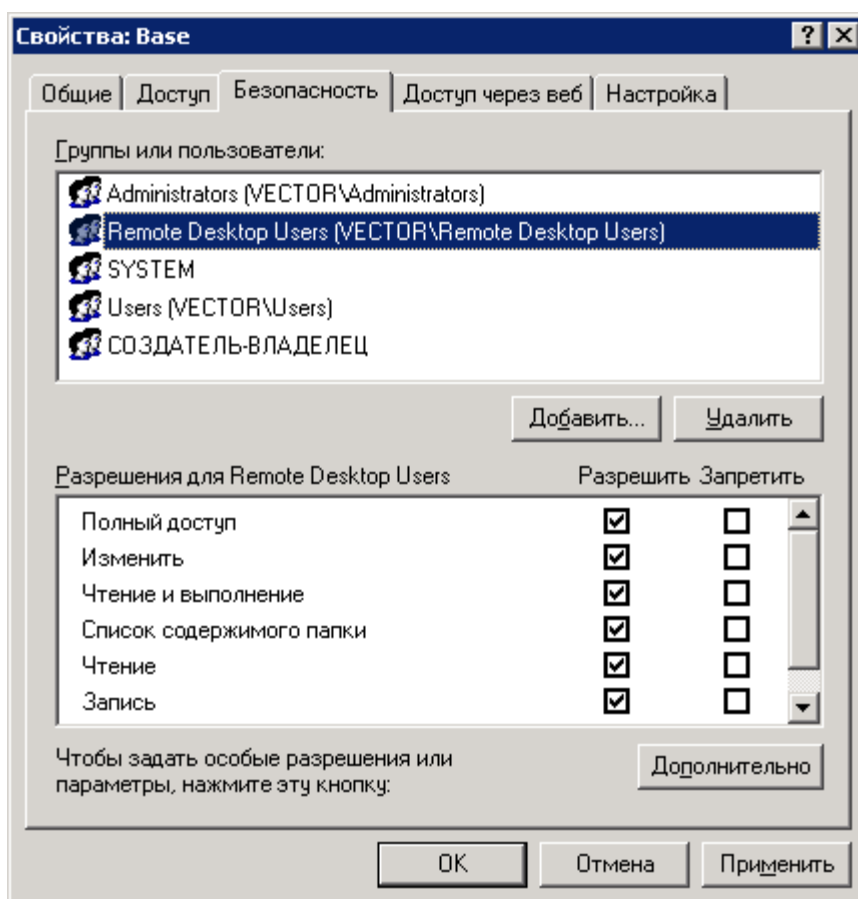 Свойства: Base
Общие Доступ Безопасность Доступ через веб Настройка
Группы или пользователи:
Administrators (VECTOR\Administrators)
Remote Desktop Users (VECTOR\Remote Desktop Users)
SYSTEM
Users (VECTOR\Users)
СОЗДАТЕЛЬ-ВЛАДЕЛЕЦ
Добавить... Удалить
Разрешения для Remote Desktop Users Разрешить Запретить
Полный доступ
Изменить
Чтение и выполнение
Список содержимого папки
Чтение
Запись
Чтобы задать особые разрешения или
параметры, нажмите эту кнопку:
Дополнительно
OK Отмена Применить